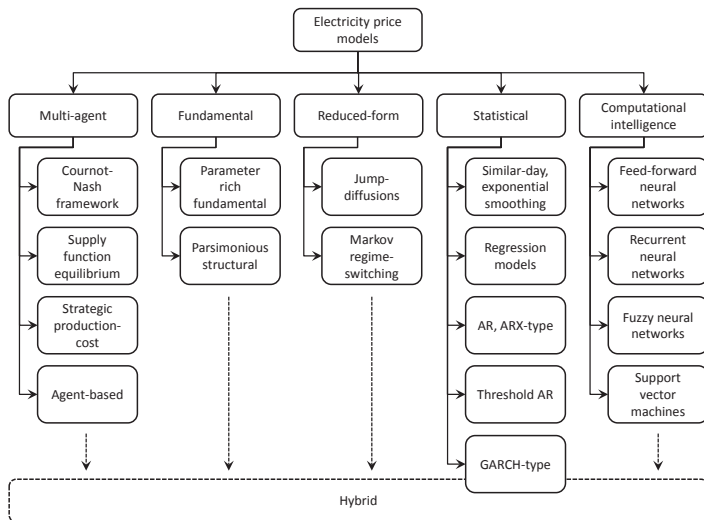 Electricity price
models
Multi-agent
Fundamental
Reduced-form
Statistical
Computational
intelligence
Cournot-
Nash
framework
Parameter
rich
fundamental
Jump-
diffusions
Similar-day,
exponential
smoothing
Feed-forward
neural
networks
Supply
function
equilibrium
Parsimonious
structural
Markov
regime-
switching
Regression
models
Recurrent
neural
networks
Strategic
production-
cost
AR, ARX-type
Fuzzy neural
networks
Agent-based
Threshold AR
Support
vector
machines
GARCH-type
Hybrid